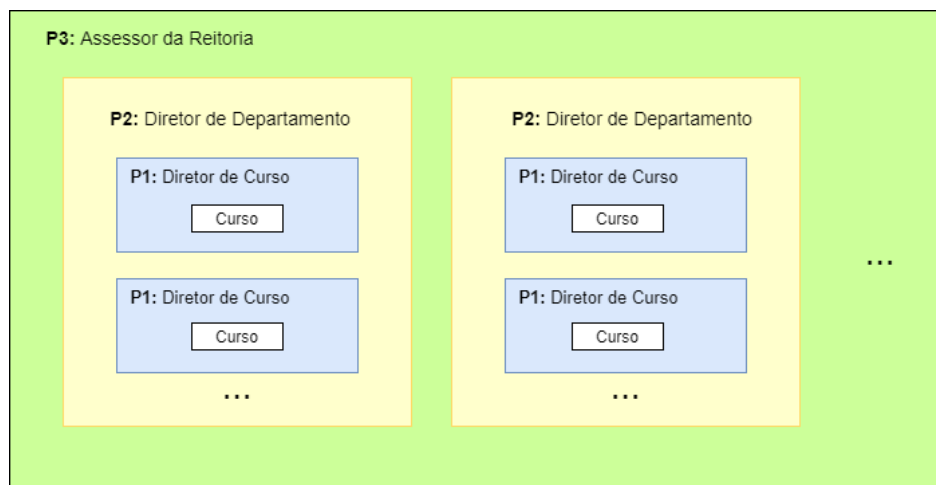 P3: Assessor da Reitoria
P2: Diretor de Departamento
P1: Diretor de Curso
Curso
P1: Diretor de Curso
Curso
...
P2: Diretor de Departamento
P1: Diretor de Curso
Curso
P1: Diretor de Curso
Curso
...
...